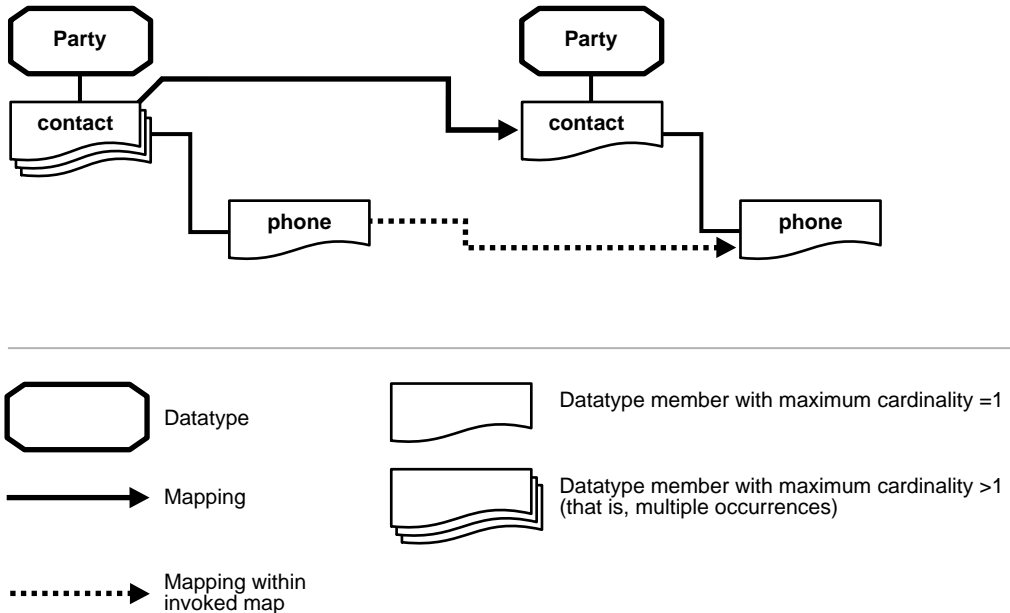 Party
Party
contact
contact
phone
phone
Datatype
Datatype member with maximum cardinality =1
Mapping
Datatype member with maximum cardinality >1
(that is, multiple occurrences)
Mapping within
invoked map